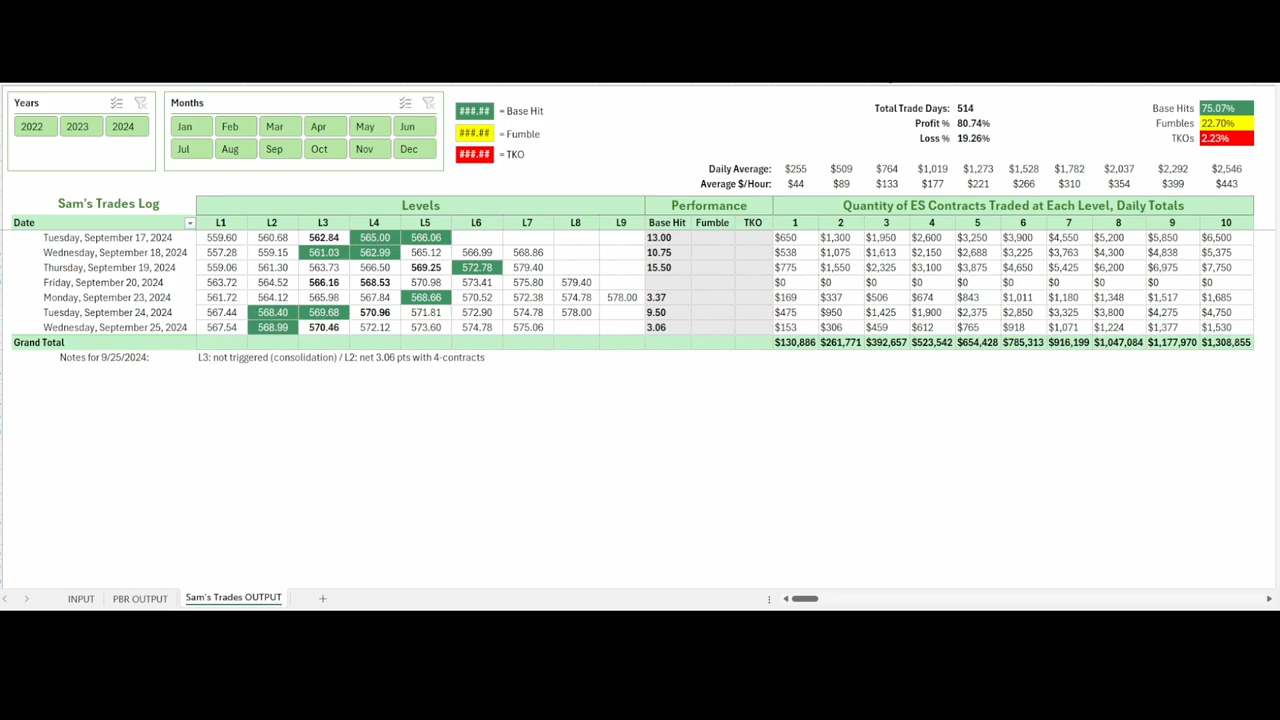 Years
2022 2023 2024
Months
Jan Feb Mar Apr May Jun
Jul Aug Sep Oct Nov Dec
###.## = Base Hit
###.## = Fumble
###.## = TKO
Total Trade Days: 514
Profit % 80.74%
Loss % 19.26%
Base Hits 75.07%
Fumbles 22.70%
TKOs 2.23%
Daily Average: $255 $509 $764 $1,019 $1,273 $1,528 $1,782 $2,037 $2,292 $2,546
Average $/Hour: $44 $89 $133 $177 $221 $266 $310 $354 $399 $443
Sam's Trades Log Levels Performance Quantity of ES Contracts Traded at Each Level, Daily Totals
Date L1 L2 L3 L4 L5 L6 L7 L8 L9 Base Hit Fumble TKO 1 2 3 4 5 6 7 8 9 10
Tuesday, September 17, 2024 559.60 560.68 562.84 565.00 566.06 13.00 $650 $1,300 $1,950 $2,600 $3,250 $3,900 $4,550 $5,200 $5,850 $6,500
Wednesday, September 18, 2024 557.28 559.15 561.03 562.99 565.12 566.99 568.86 10.75 $538 $1,075 $1,613 $2,150 $2,688 $3,225 $3,763 $4,300 $4,838 $5,375
Thursday, September 19, 2024 559.06 561.30 563.73 566.50 569.25 572.78 579.40 15.50 $775 $1,550 $2,325 $3,100 $3,875 $4,650 $5,425 $6,200 $6,975 $7,750
Friday, September 20, 2024 563.72 564.52 566.16 568.53 570.98 573.41 575.80 579.40 $0 $0 $0 $0 $0 $0 $0 $0 $0 $0
Monday, September 23, 2024 561.72 564.12 565.98 567.84 568.66 570.52 572.38 574.78 578.00 3.37 $169 $337 $506 $674 $843 $1,011 $1,180 $1,348 $1,517 $1,685
Tuesday, September 24, 2024 567.44 568.40 569.68 570.96 571.81 572.90 574.78 578.00 9.50 $475 $950 $1,425 $1,900 $2,375 $2,850 $3,325 $3,800 $4,275 $4,750
Wednesday, September 25, 2024 567.54 568.99 570.46 572.12 573.60 574.78 575.06 3.06 $153 $306 $459 $612 $765 $918 $1,071 $1,224 $1,377 $1,530
Grand Total $130,886 $261,771 $392,657 $523,542 $654,428 $785,313 $916,199 $1,047,084 $1,177,970 $1,308,855
Notes for 9/25/2024: L3: not triggered (consolidation) / L2: net 3.06 pts with 4-contracts
INPUT PBR OUTPUT Sam's Trades OUTPUT